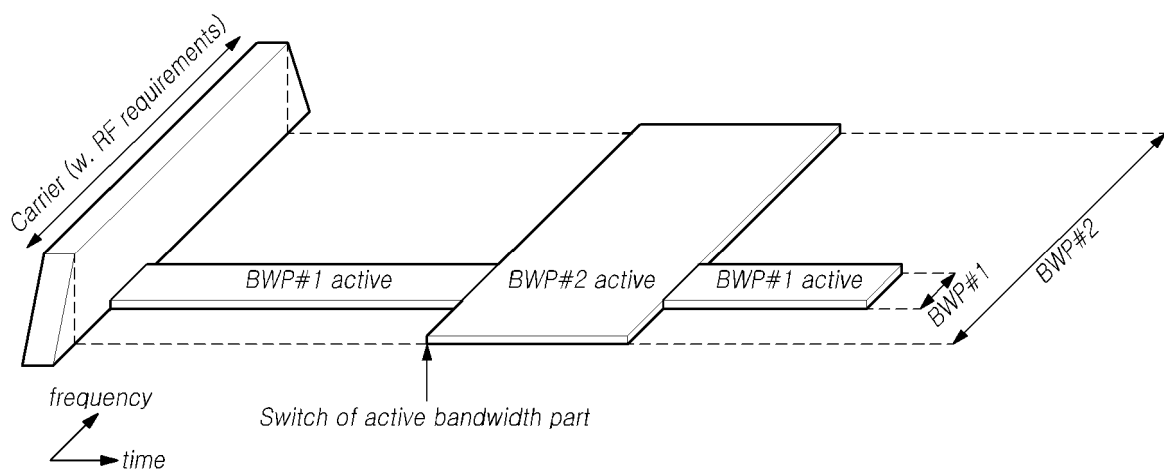 Carrier (w. RF requirements)
BWP#1 active
BWP#2 active
BWP#1 active
BWP#1
BWP#2
frequency
time
Switch of active bandwidth part